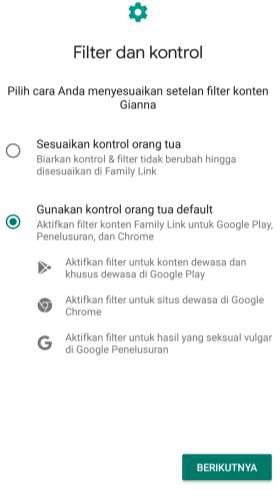 Filter dan kontrol
Pilih cara Anda menyesuaikan setelan filter konten
Gianna
Sesuaikan kontrol orang tua
Biarkan kontrol & filter tidak berubah hingga
disesuaikan di Family Link
Gunakan kontrol orang tua default
Aktifkan filter konten Family Link untuk Google Play,
Penelusuran, dan Chrome
Aktifkan filter untuk konten dewasa dan
khusus dewasa di Google Play
Aktifkan filter untuk situs dewasa di Google
Chrome
Aktifkan filter untuk hasil yang seksual vulgar
di Google Penelusuran
BERIKUTNYA